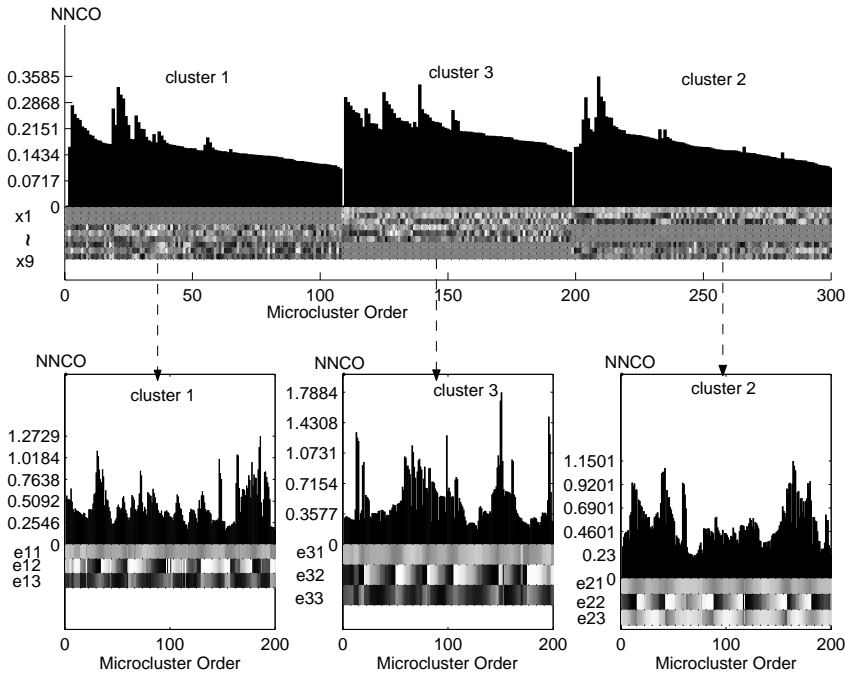 NNCO
cluster 1
cluster 3
cluster 2
0.3585
0.2868
0.2151
0.1434
0.0717
0
x1
~
x9
0 50 100 150 200 250 300
Microcluster Order
NNCO
cluster 1
1.2729
1.0184
0.7638
0.5092
0.2546
0
e11
e12
e13
0 100 200
Microcluster Order
NNCO
cluster 3
1.7884
1.4308
1.0731
0.7154
0.3577
0
e31
e32
e33
0 100 200
Microcluster Order
NNCO
cluster 2
1.1501
0.9201
0.6901
0.4601
0.23
0
e21
e22
e23
0 100 200
Microcluster Order